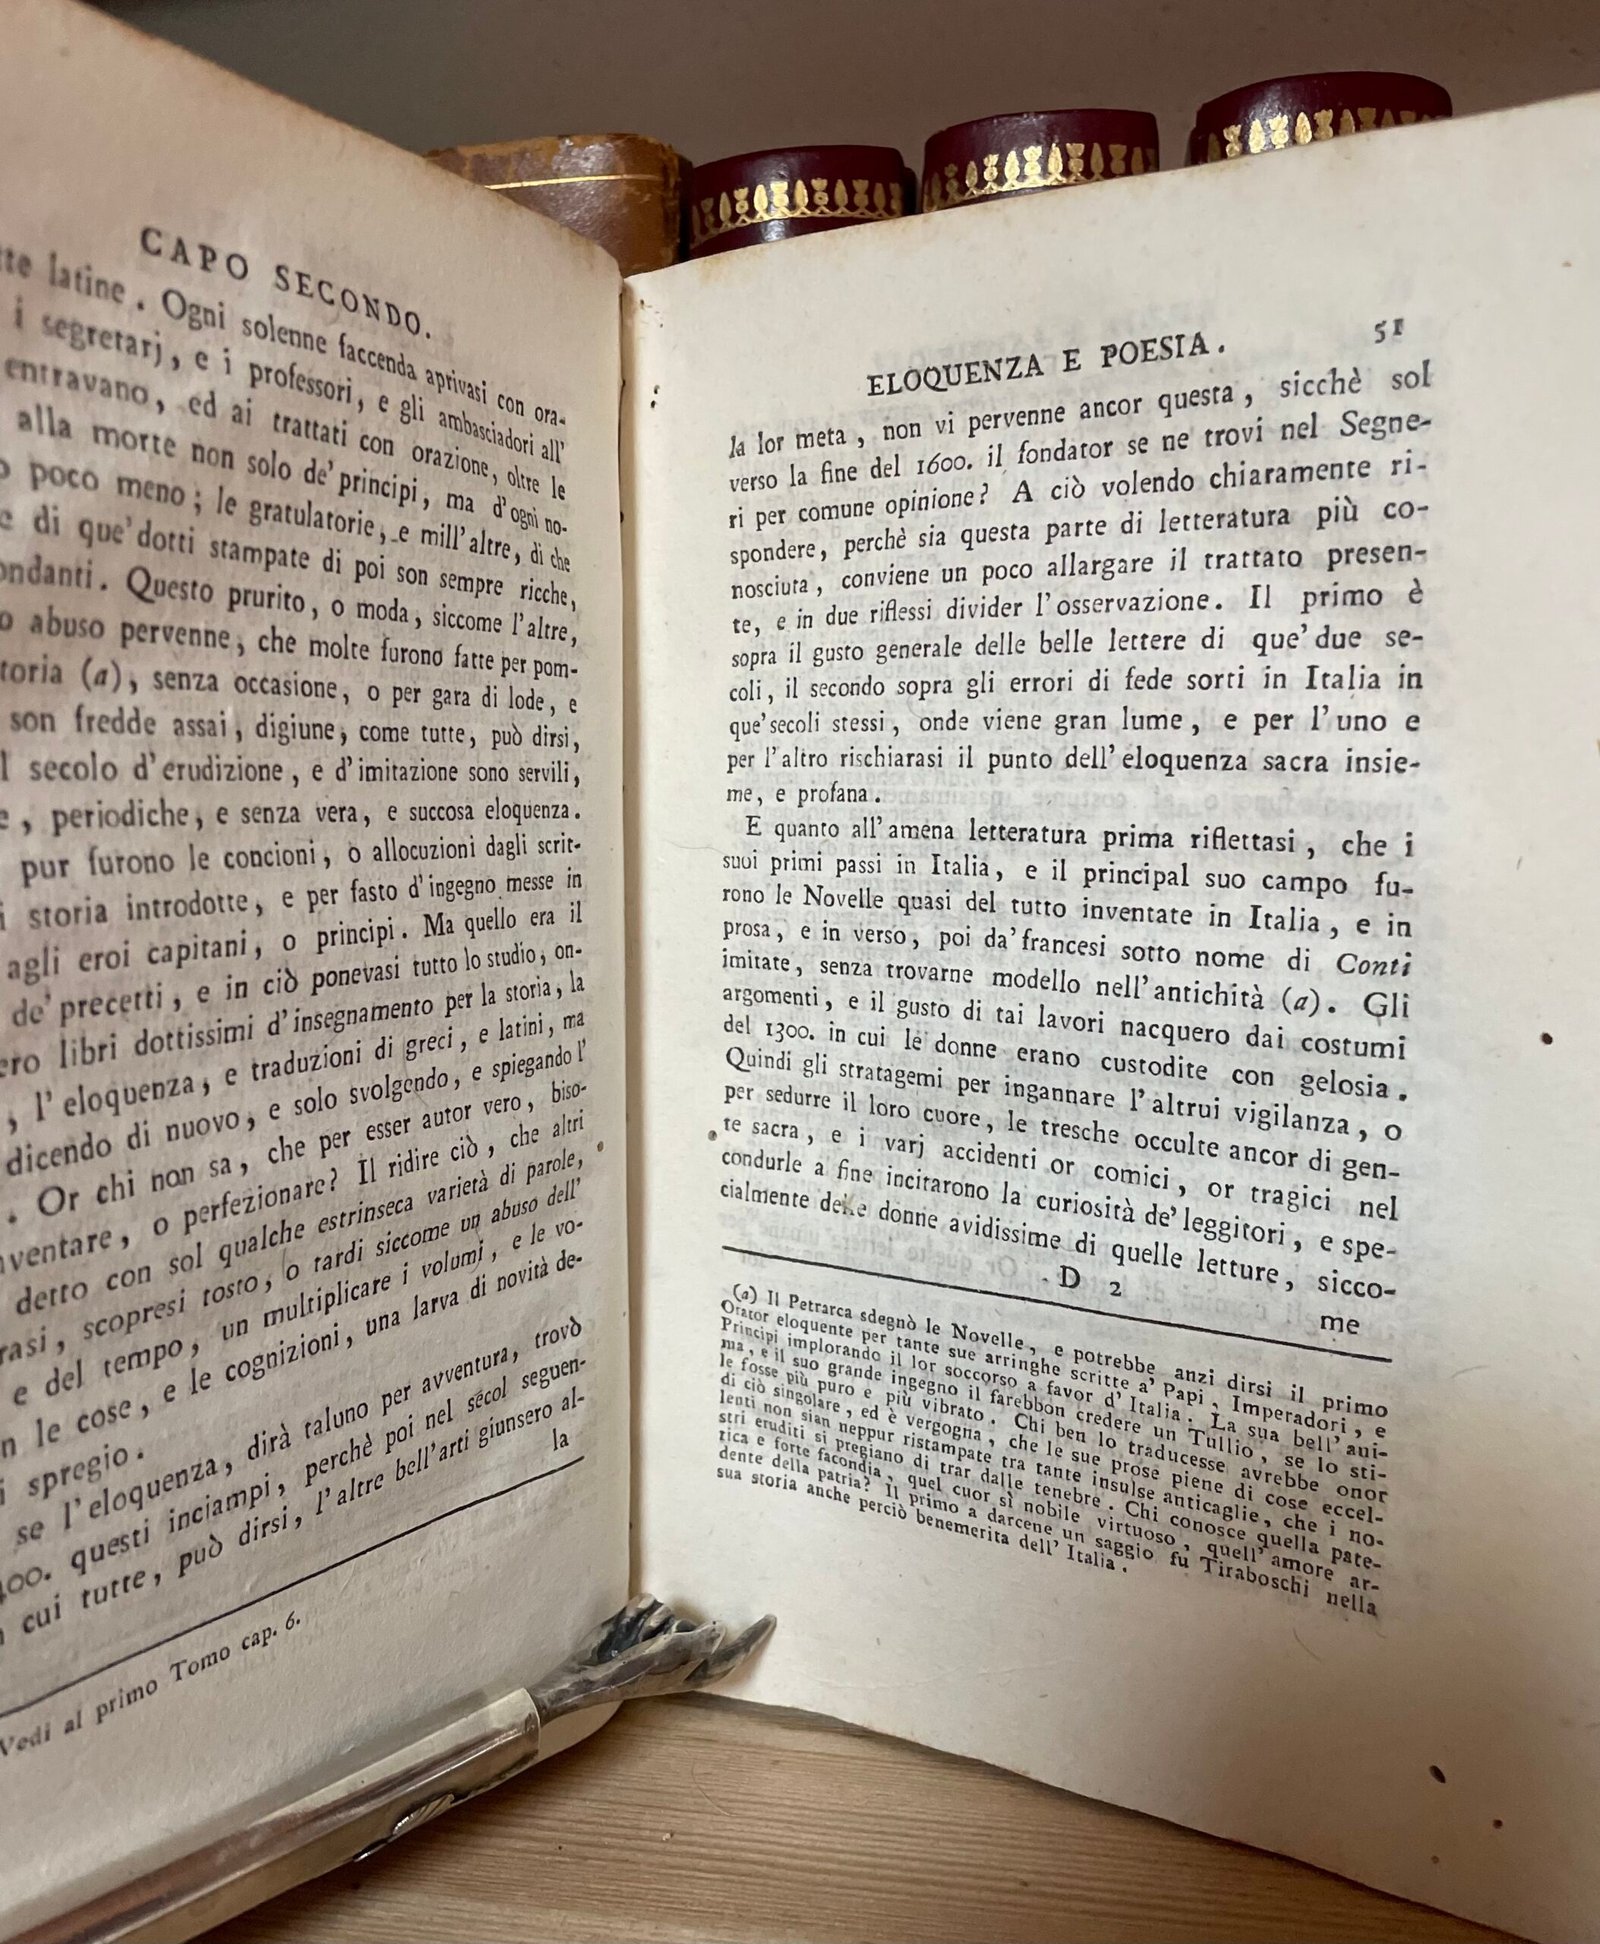 CAPO SECONDO.
latine. Ogni solenne faccenda aprivasi con ora-
i segretarj, e i professori, e gli ambasciadori all'
entravano, ed ai trattati con orazione, oltre le
alla morte non solo de' principi, ma d'ogni no-
poco meno; le gratulatorie, e mill'altre, di che
e di que' dotti stampate di poi son sempre ricche,
ondanti. Questo prurito, o moda, siccome l'altre,
o abuso pervenne, che molte furono fatte per pom-
toria (a), senza occasione, o per gara di lode, e
son fredde assai, digiune, come tutte, può dirsi,
l secolo d'erudizione, e d'imitazione sono servili,
e, periodiche, e senza vera, e succosa eloquenza.
pur furono le concioni, o allocuzioni dagli scrit-
i storia introdotte, e per fasto d'ingegno messe in
agli eroi capitani, o principi. Ma quello era il
de' precetti, e in ciò ponevasi tutto lo studio, on-
ero libri dottissimi d'insegnamento per la storia, la
, l'eloquenza, e traduzioni di greci, e latini, ma
dicendo di nuovo, e solo svolgendo, e spiegando l'
. Or chi non sa, che per esser autor vero, biso-
nventare, o perfezionare? Il ridire ciò, che altri
detto con sol qualche estrinseca varietà di parole,
rasi, scopresi tosto, o tardi siccome un abuso dell'
e del tempo, un multiplicare i volumi, e le vo-
n le cose, e le cognizioni, una larva di novità de-
i spregio.
se l'eloquenza, dirà taluno per avventura, trovò
400. questi inciampi, perchè poi nel sécol seguen-
cui tutte, può dirsi, l'altre bell'arti giunsero al-
la
Vedi al primo Tomo cap. 6.
ELOQUENZA E POESIA. 51
la lor meta, non vi pervenne ancor questa, sicchè sol
verso la fine del 1600. il fondator se ne trovi nel Segne-
ri per comune opinione? A ciò volendo chiaramente ri-
spondere, perchè sia questa parte di letteratura più co-
nosciuta, conviene un poco allargare il trattato presen-
te, e in due riflessi divider l'osservazione. Il primo è
sopra il gusto generale delle belle lettere di que' due se-
coli, il secondo sopra gli errori di fede sorti in Italia in
que' secoli stessi, onde viene gran lume, e per l'uno e
per l'altro rischiarasi il punto dell'eloquenza sacra insie-
me, e profana.
E quanto all'amena letteratura prima riflettasi, che i
suoi primi passi in Italia, e il principal suo campo fu-
rono le Novelle quasi del tutto inventate in Italia, e in
prosa, e in verso, poi da' francesi sotto nome di Conti
imitate, senza trovarne modello nell'antichità (a). Gli
argomenti, e il gusto di tai lavori nacquero dai costumi
del 1300. in cui le donne erano custodite con gelosia.
Quindi gli stratagemi per ingannare l'altrui vigilanza, o
per sedurre il loro cuore, le tresche occulte ancor di gen-
te sacra, e i varj accidenti or comici, or tragici nel
condurle a fine incitarono la curiosità de' leggitori, e spe-
cialmente delle donne avidissime di quelle letture, sicco-
D 2 me
(a) Il Petrarca sdegnò le Novelle, e potrebbe anzi dirsi il primo
Orator eloquente per tante sue arringhe scritte a' Papi, Imperadori, e
Principi implorando il lor soccorso a favor d'Italia. La sua bell'ani-
ma, e il suo grande ingegno il farebbon credere un Tullio, se lo sti-
le fosse più puro e più vibrato. Chi ben lo traducesse avrebbe onor
di ciò singolare, ed è vergogna, che le sue prose piene di cose eccel-
lenti non sian neppur ristampate tra tante insulse anticaglie, che i no-
stri eruditi si pregiano di trar dalle tenebre. Chi conosce quella pate-
tica e forte facondia, quel cuor sì nobile virtuoso, quell'amore ar-
dente della patria? Il primo a darcene un saggio fu Tiraboschi nella
sua storia anche perciò benemerita dell'Italia.